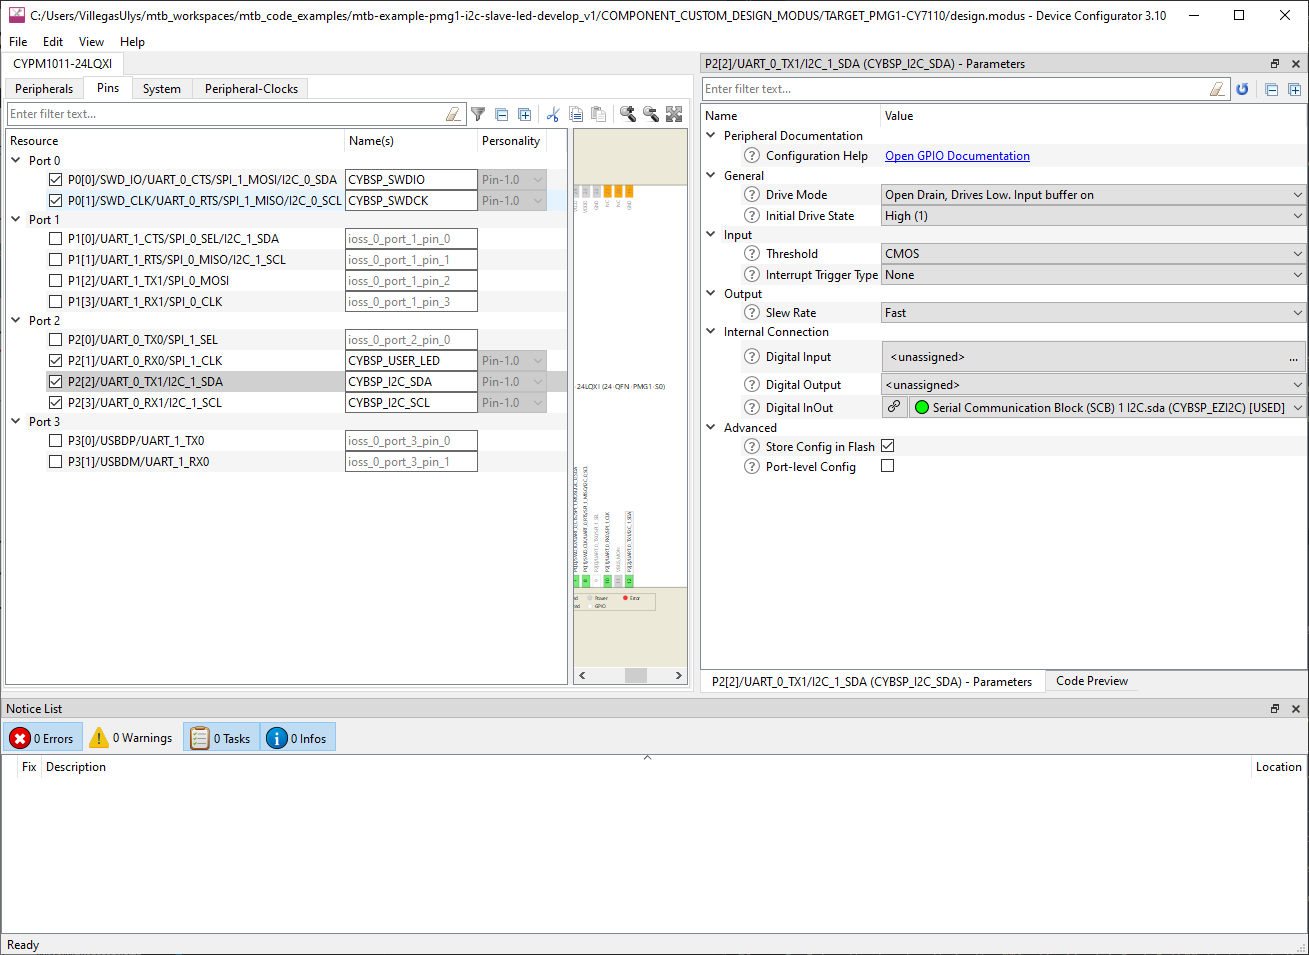 C:/Users/VillegasUlys/mtb_workspaces/mtb_code_examples/mtb-example-pmg1-i2c-slave-led-develop_v1/COMPONENT_CUSTOM_DESIGN_MODUS/TARGET_PMG1-CY7110/design.modus - Device Configurator 3.10
File Edit View Help
CYPM1011-24LQXI
Peripherals Pins System Peripheral-Clocks
Enter filter text...
Resource Name(s) Personality
Port 0
P0[0]/SWD_IO/UART_0_CTS/SPI_1_MOSI/I2C_0_SDA CYBSP_SWDIO Pin-1.0
P0[1]/SWD_CLK/UART_0_RTS/SPI_1_MISO/I2C_0_SCL CYBSP_SWDCK Pin-1.0
Port 1
P1[0]/UART_1_CTS/SPI_0_SEL/I2C_1_SDA ioss_0_port_1_pin_0
P1[1]/UART_1_RTS/SPI_0_MISO/I2C_1_SCL ioss_0_port_1_pin_1
P1[2]/UART_1_TX1/SPI_0_MOSI ioss_0_port_1_pin_2
P1[3]/UART_1_RX1/SPI_0_CLK ioss_0_port_1_pin_3
Port 2
P2[0]/UART_0_TX0/SPI_1_SEL ioss_0_port_2_pin_0
P2[1]/UART_0_RX0/SPI_1_CLK CYBSP_USER_LED Pin-1.0
P2[2]/UART_0_TX1/I2C_1_SDA CYBSP_I2C_SDA Pin-1.0
P2[3]/UART_0_RX1/I2C_1_SCL CYBSP_I2C_SCL Pin-1.0
Port 3
P3[0]/USBDP/UART_1_TX0 ioss_0_port_3_pin_0
P3[1]/USBDM/UART_1_RX0 ioss_0_port_3_pin_1
-24LQXI (24-QFN-PMG1-S0)
Power Error
GPIO
P2[2]/UART_0_TX1/I2C_1_SDA (CYBSP_I2C_SDA) - Parameters
Enter filter text...
Name Value
Peripheral Documentation
Configuration Help Open GPIO Documentation
General
Drive Mode Open Drain, Drives Low. Input buffer on
Initial Drive State High (1)
Input
Threshold CMOS
Interrupt Trigger Type None
Output
Slew Rate Fast
Internal Connection
Digital Input <unassigned> ...
Digital Output <unassigned>
Digital InOut Serial Communication Block (SCB) 1 I2C.sda (CYBSP_EZI2C) [USED]
Advanced
Store Config in Flash
Port-level Config
P2[2]/UART_0_TX1/I2C_1_SDA (CYBSP_I2C_SDA) - Parameters Code Preview
Notice List
0 Errors 0 Warnings 0 Tasks 0 Infos
Fix Description Location
Ready